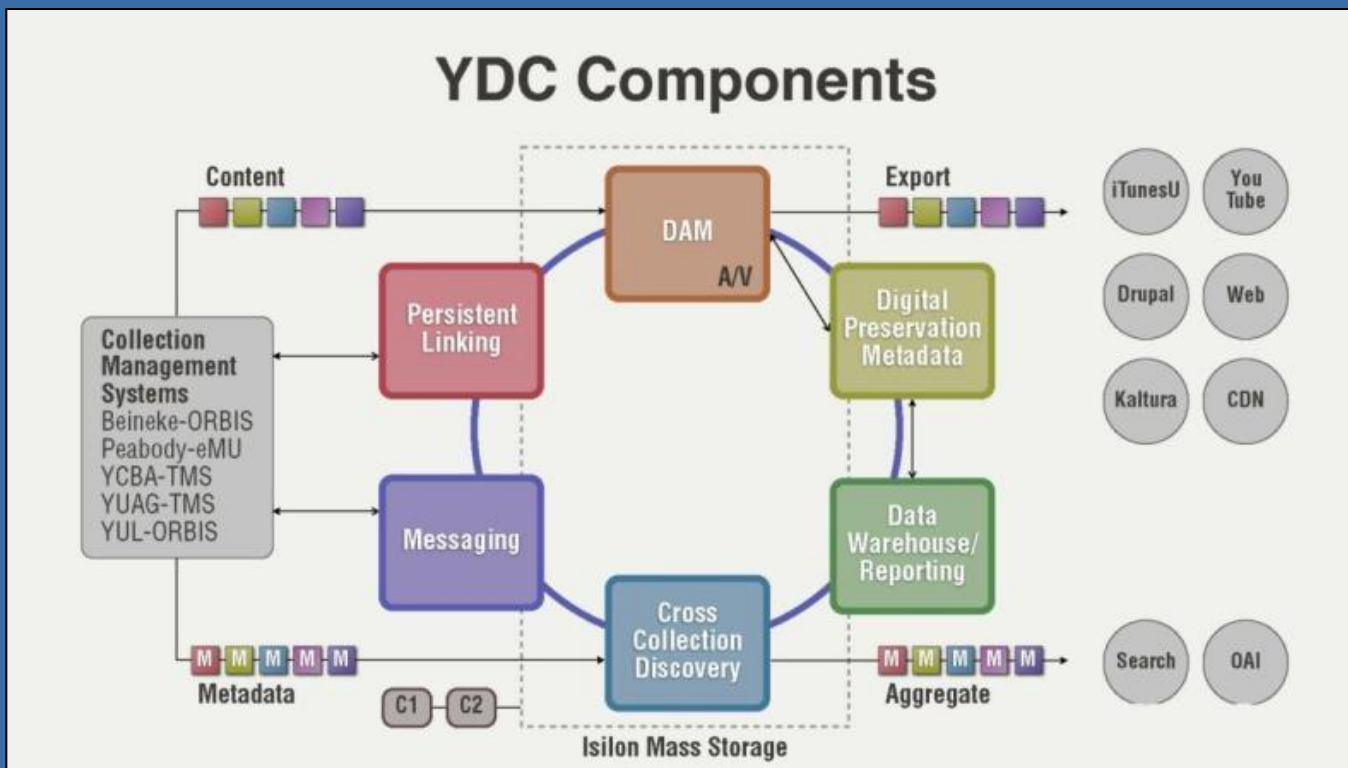 YDC Components
Content
Export
DAM
A/V
iTunesU
You
Tube
Persistent
Linking
Digital
Preservation
Metadata
Drupal
Web
Collection
Management
Systems
Beineke-ORBIS
Peabody-eMU
YCBA-TMS
YUAG-TMS
YUL-ORBIS
Kaltura
CDN
Messaging
Data
Warehouse/
Reporting
Cross
Collection
Discovery
M M M M M
Metadata
M M M M M
Aggregate
Search
OAI
C1
C2
Isilon Mass Storage